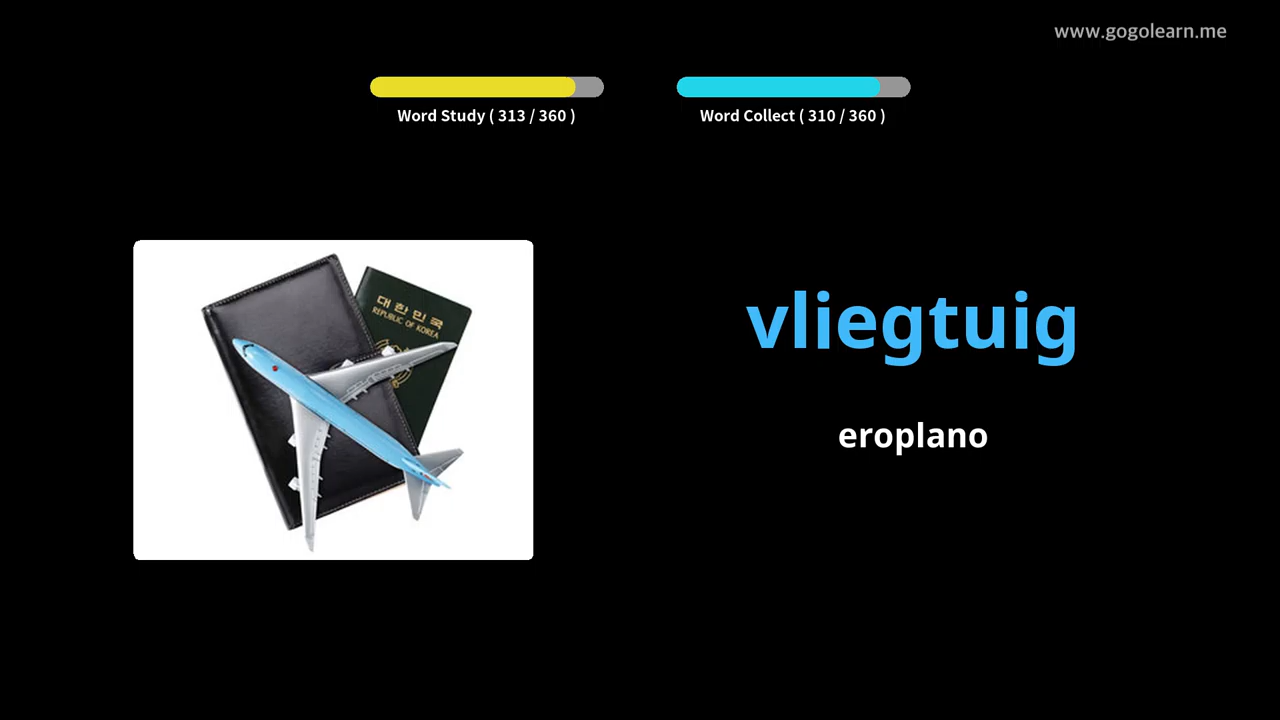 www.gogolearn.me
Word Study ( 313 / 360 )
Word Collect ( 310 / 360 )
대한민국
REPUBLIC OF KOREA
vliegtuig
eroplano